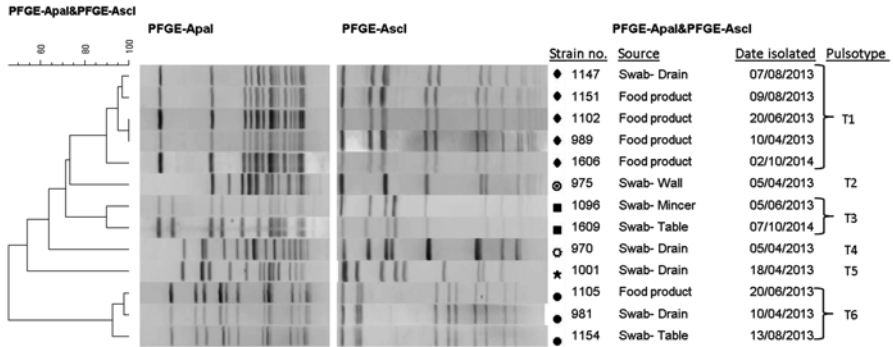 PFGE-ApaI&PFGE-AscI
PFGE-ApaI PFGE-AscI PFGE-ApaI&PFGE-AscI
60 80 100
Strain no. Source Date isolated Pulsotype
1147 Swab- Drain 07/08/2013
1151 Food product 09/08/2013
1102 Food product 20/06/2013 T1
989 Food product 10/04/2013
1606 Food product 02/10/2014
975 Swab- Wall 05/04/2013 T2
1096 Swab- Mincer 05/06/2013
1609 Swab- Table 07/10/2014 T3
970 Swab- Drain 05/04/2013 T4
1001 Swab- Drain 18/04/2013 T5
1105 Food product 20/06/2013
981 Swab- Drain 10/04/2013 T6
1154 Swab- Table 13/08/2013